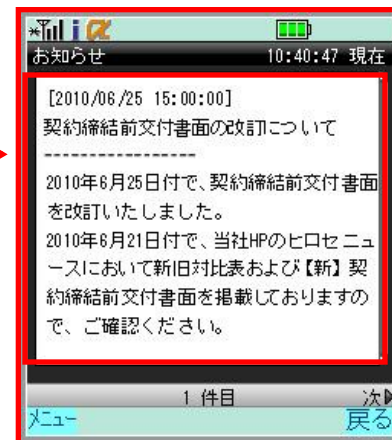 お知らせ 10:40:47 現在
[2010/06/25 15:00:00]
契約締結前交付書面の改訂について
-----------------
2010年6月25日付で、契約締結前交付書面
を改訂いたしました。
2010年6月21日付で、当社HPのヒロセニュ
ースにおいて新旧対比表および【新】契
約締結前交付書面を掲載しておりますの
で、ご確認ください。
1 件目 次
メニュー 戻る